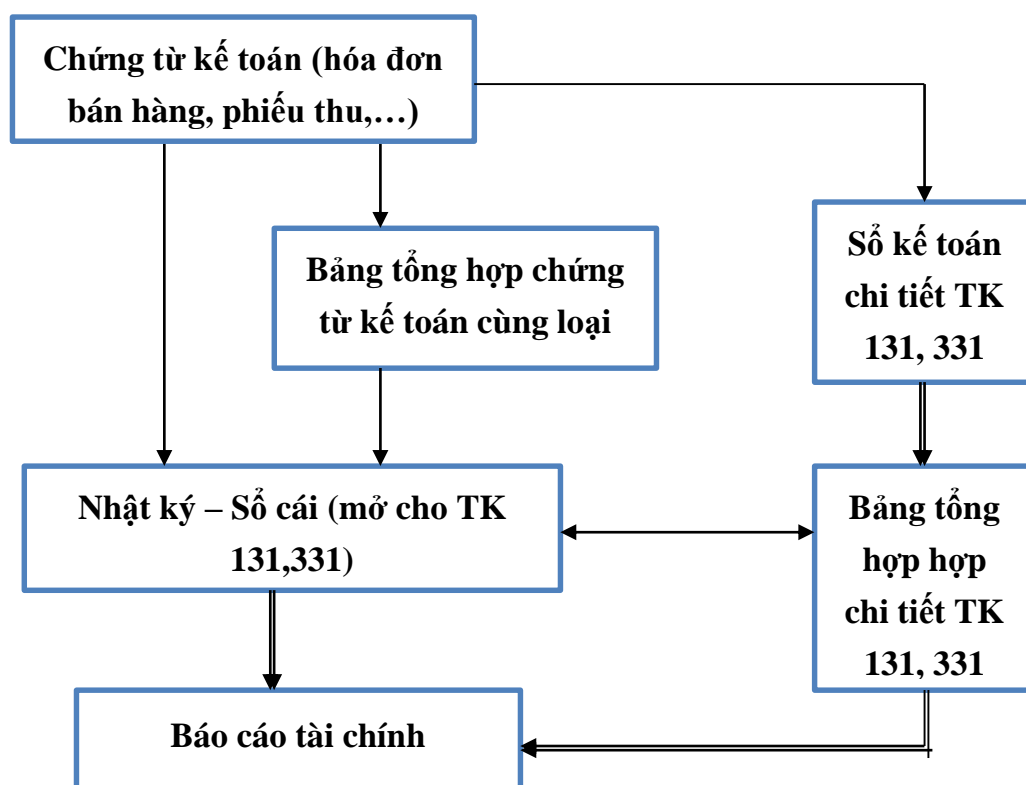 Chứng từ kế toán (hóa đơn
bán hàng, phiếu thu,…)
Bảng tổng hợp chứng
từ kế toán cùng loại
Sổ kế toán
chi tiết TK
131, 331
Nhật ký – Sổ cái (mở cho TK
131,331)
Bảng tổng
hợp hợp
chi tiết TK
131, 331
Báo cáo tài chính